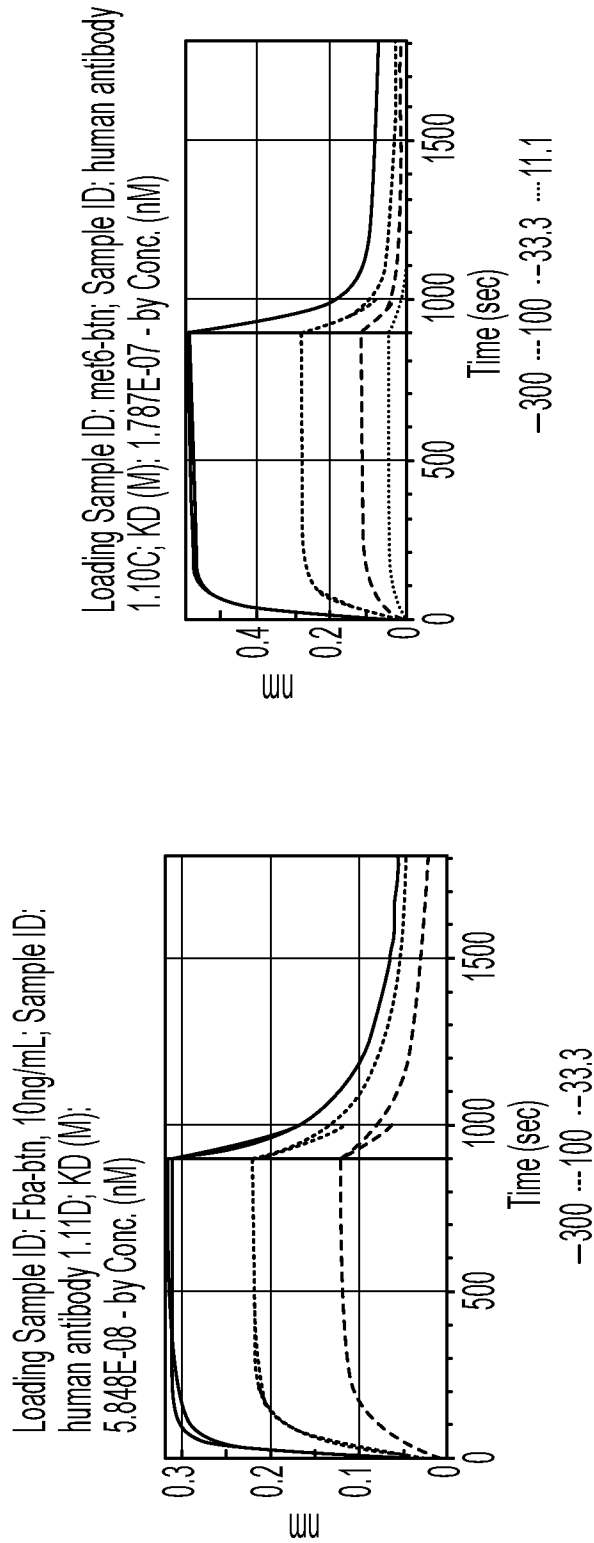 Loading Sample ID: Fba-btn, 10ng/mL; Sample ID:
human antibody 1.11D; KD (M):
5.848E-08 - by Conc. (nM)
nm
0.3
0.2
0.1
0
0
500
1000
1500
Time (sec)
300 100 33.3
Loading Sample ID: met6-btn; Sample ID: human antibody
1.10C; KD (M): 1.787E-07 - by Conc. (nM)
nm
0.4
0.2
0.0
0
500
1000
1500
Time (sec)
300 100 33.3 11.1